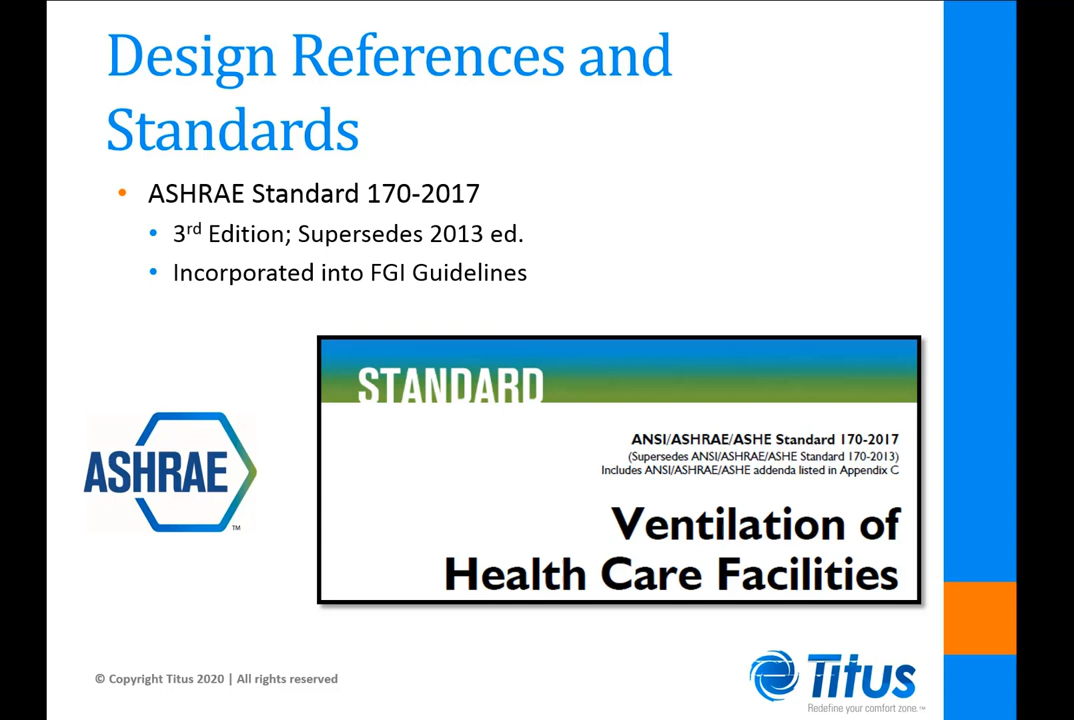 Design References and
Standards
• ASHRAE Standard 170-2017
• 3rd Edition; Supersedes 2013 ed.
• Incorporated into FGI Guidelines
STANDARD
ANSI/ASHRAE/ASHE Standard 170-2017
(Supersedes ANSI/ASHRAE/ASHE Standard 170-2013)
Includes ANSI/ASHRAE/ASHE addenda listed in Appendix C
Ventilation of
Health Care Facilities
ASHRAE
TM
© Copyright Titus 2020 | All rights reserved
Titus
Redefine your comfort zone.™